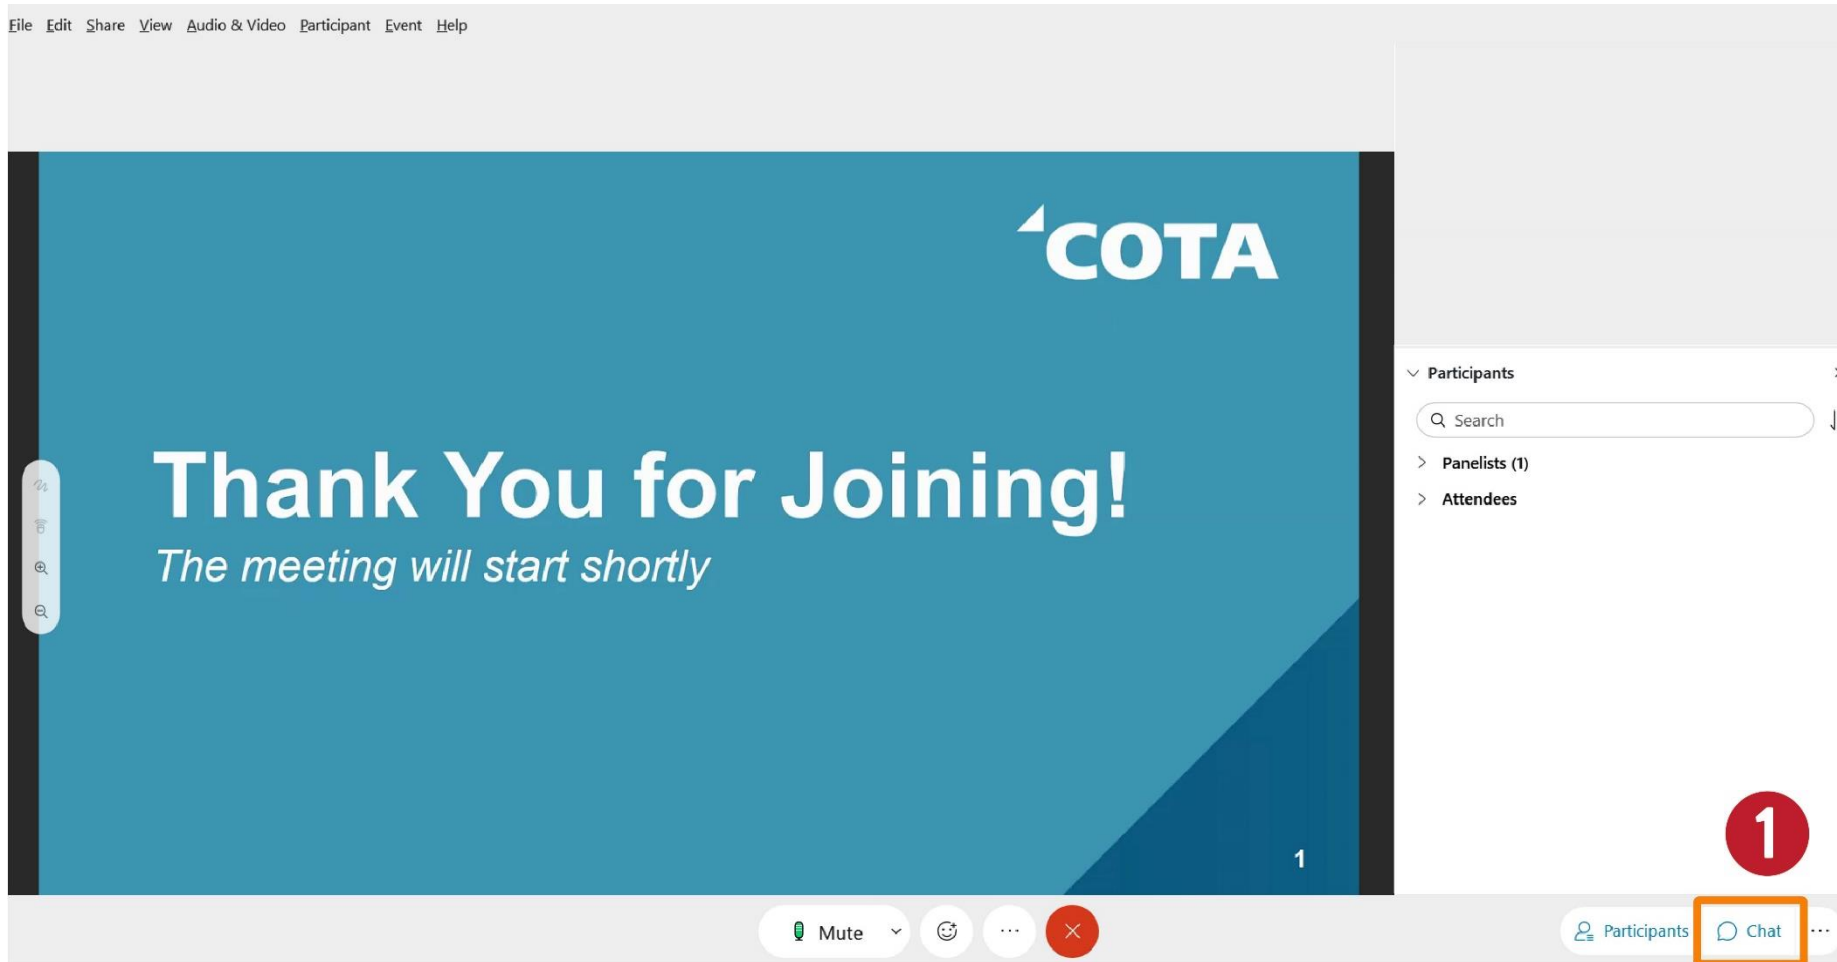 File Edit Share View Audio & Video Participant Event Help
COTA
Thank You for Joining!
The meeting will start shortly
1
Participants
Search
Panelists (1)
Attendees
1
Mute
Participants
Chat